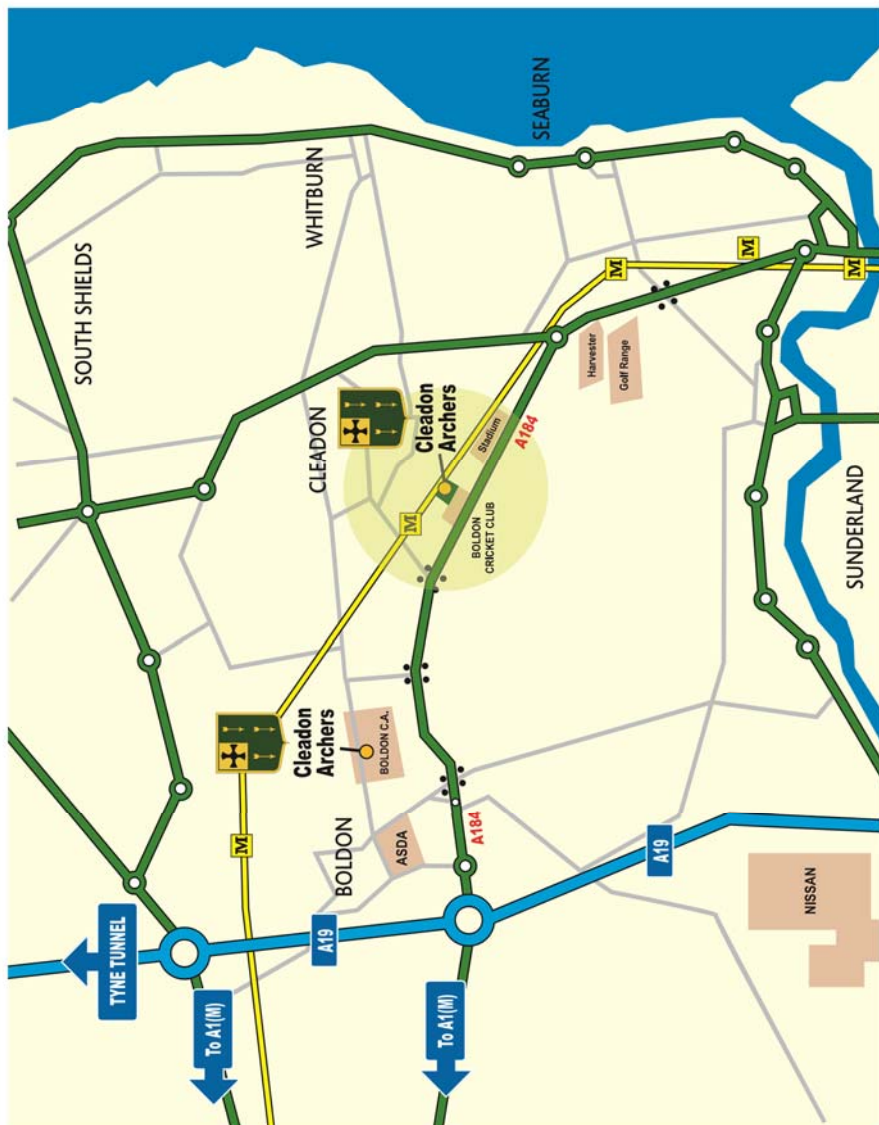 SOUTH SHIELDS
TYNE TUNNEL
To A1(M)
M
WHITBURN
CLEADON
Cleadon
Archers
BOLDON
A19
BOLDON C.A.
ASDA
M
Cleadon
Archers
To A1(M)
BOLDON
CRICKET CLUB
Stadium
A184
A184
SEABURN
Harvester
Golf Range
M
A19
M
NISSAN
SUNDERLAND
M